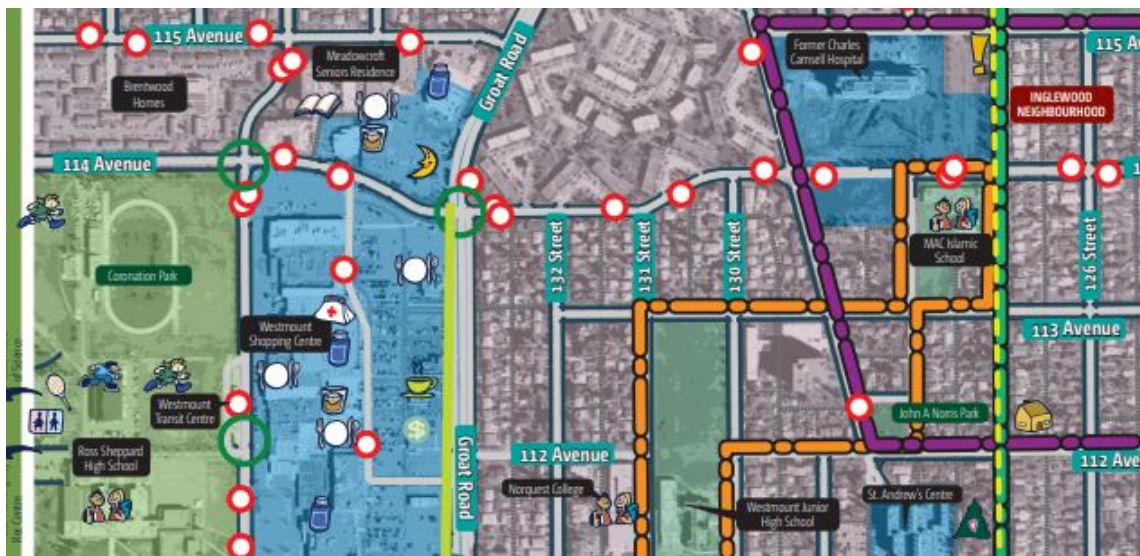 115 Avenue
Meadowcroft
Seniors Residence
Groat Road
Former Charles
Camsell Hospital
115 A
Brentwood
Homes
INGLEWOOD
NEIGHBOURHOOD
114 Avenue
Coronation Park
132 Street
131 Street
130 Street
MAC Islamic
School
126 Street
Westmount
Shopping Centre
113 Avenue
Westmount
Transit Centre
John A Norris Park
Ross Sheppard
High School
$
Groat Road
112 Avenue
112 Ave
Norquest College
Westmount Junior
High School
St. Andrew's Centre